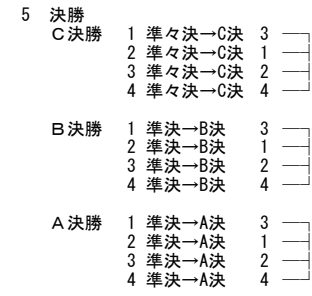 5 決勝
C決勝 1 準々決→C決 3
2 準々決→C決 1
3 準々決→C決 2
4 準々決→C決 4
B決勝 1 準決→B決 3
2 準決→B決 1
3 準決→B決 2
4 準決→B決 4
A決勝 1 準決→A決 3
2 準決→A決 1
3 準決→A決 2
4 準決→A決 4